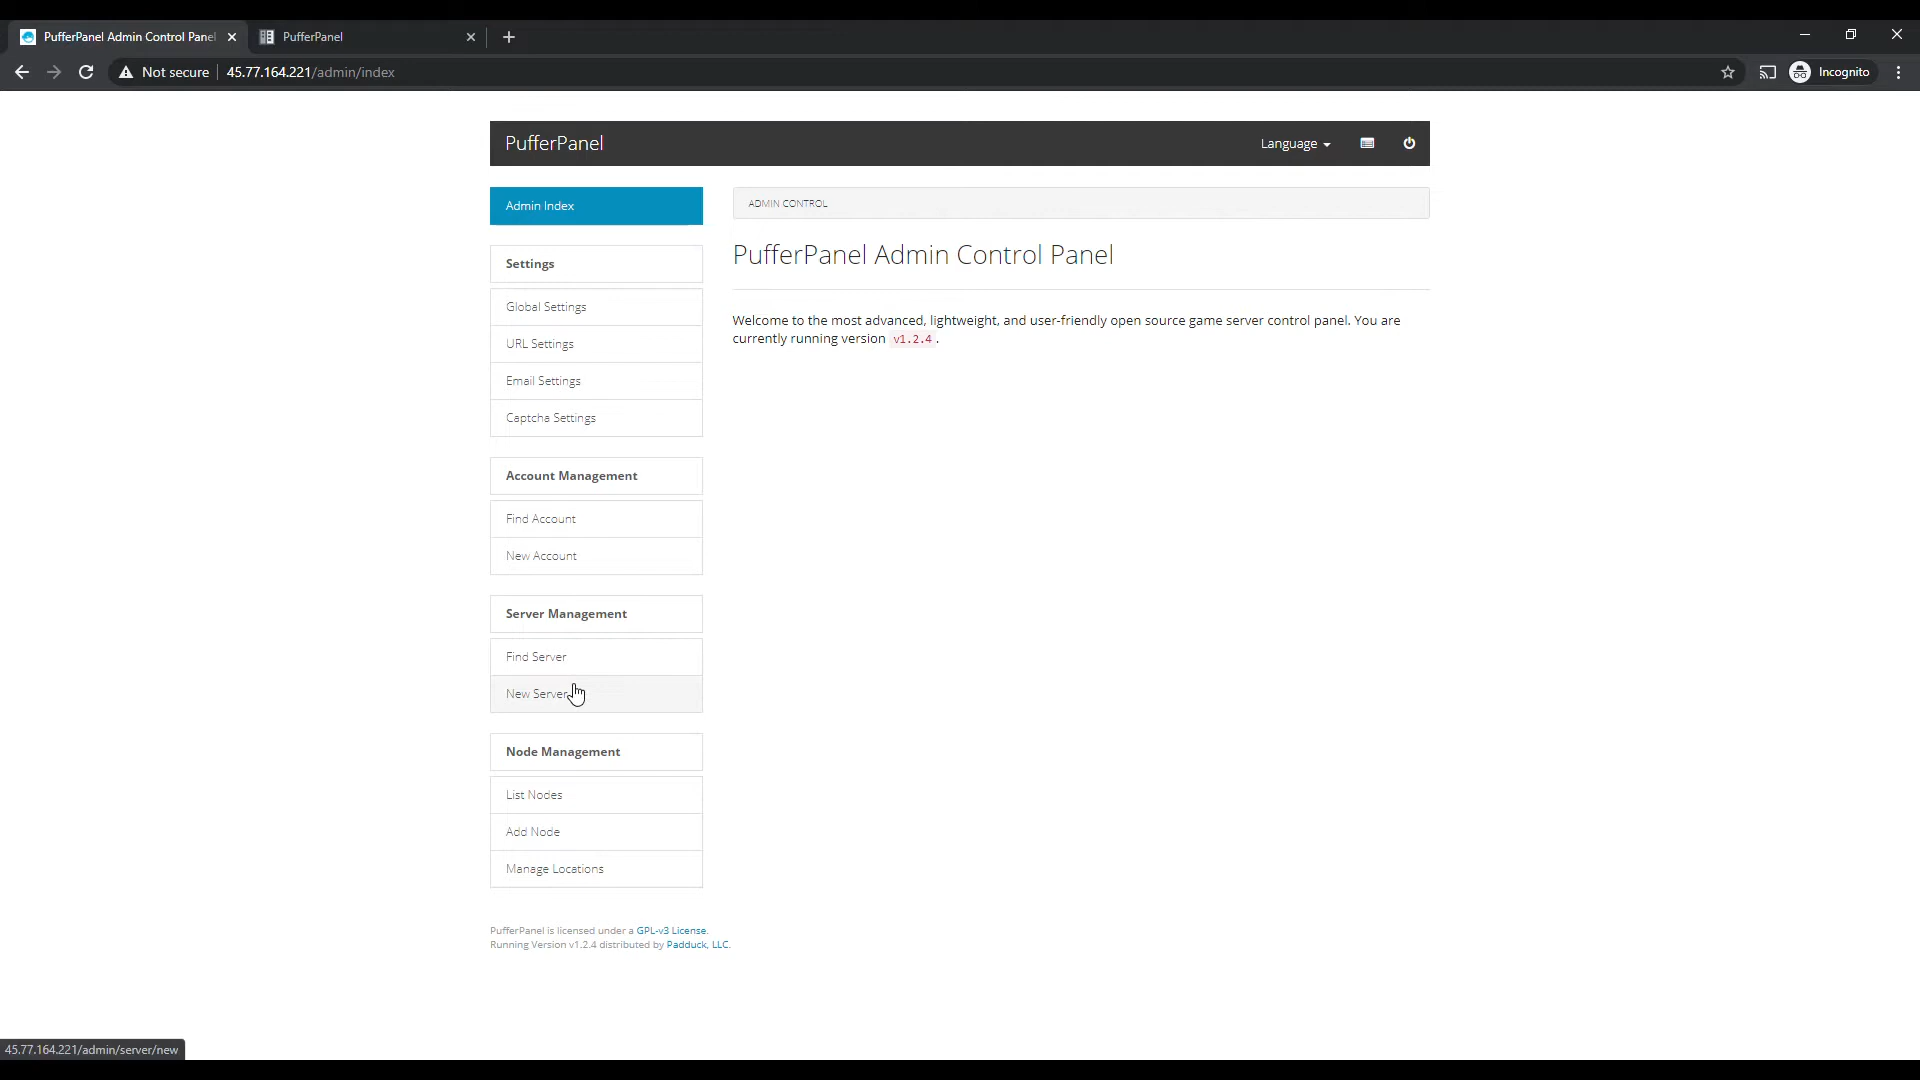 PufferPanel Admin Control Panel
PufferPanel
Not secure
45.77.164.221/admin/index
Incognito
PufferPanel
Language
Admin Index
Settings
Global Settings
URL Settings
Email Settings
Captcha Settings
Account Management
Find Account
New Account
Server Management
Find Server
New Server
Node Management
List Nodes
Add Node
Manage Locations
ADMIN CONTROL
PufferPanel Admin Control Panel
Welcome to the most advanced, lightweight, and user-friendly open source game server control panel. You are
currently running version v1.2.4 .
PufferPanel is licensed under a GPL-v3 License.
Running Version v1.2.4 distributed by Padduck, LLC.
45.77.164.221/admin/server/new